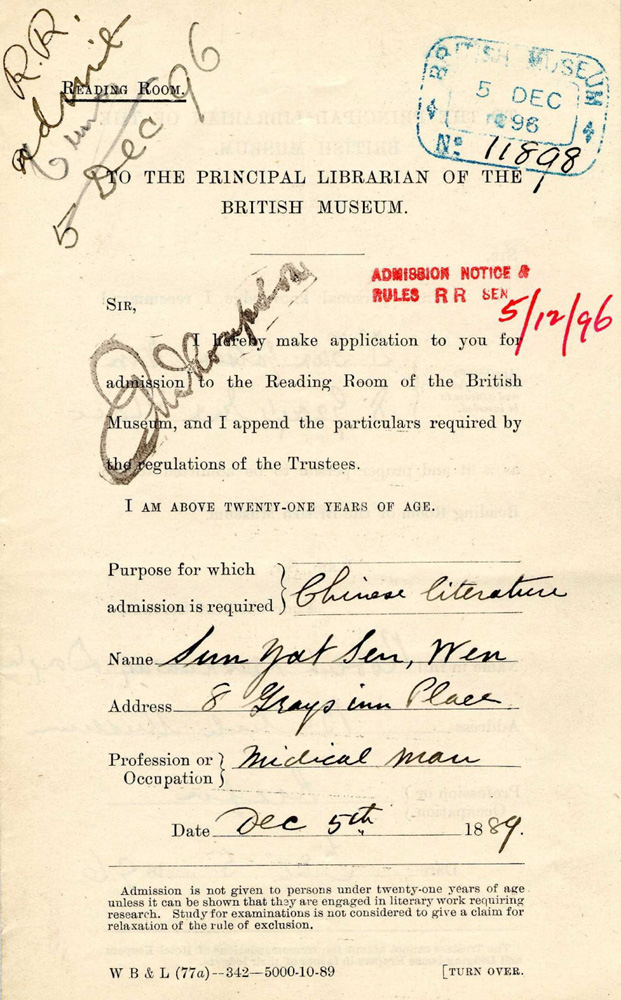 R.R.
admit
5 Dec 96
READING ROOM.
BRITISH MUSEUM
5 DEC
1896
No 11898
TO THE PRINCIPAL LIBRARIAN OF THE
BRITISH MUSEUM.
ADMISSION NOTICE &
RULES R R SEN
5/12/96
SIR,
I hereby make application to you for
admission to the Reading Room of the British
Museum, and I append the particulars required by
the regulations of the Trustees.
I AM ABOVE TWENTY-ONE YEARS OF AGE.
Purpose for which
admission is required } Chinese literature
Name Sun Yat Sen, Wen
Address 8 Grays inn Place
Profession or
Occupation } Midical man
Date Dec 5th 1889.
Admission is not given to persons under twenty-one years of age
unless it can be shown that they are engaged in literary work requiring
research. Study for examinations is not considered to give a claim for
relaxation of the rule of exclusion.
W B & L (77a)--342—5000-10-89 [TURN OVER.